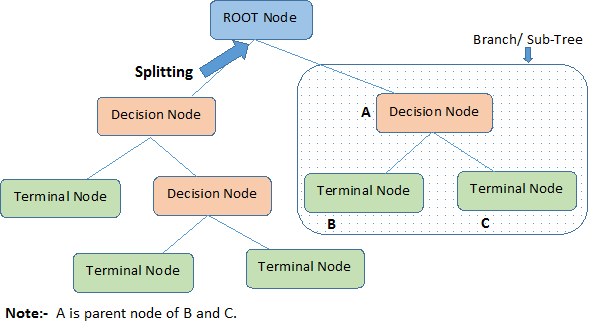 ROOT Node
Branch/ Sub-Tree
Splitting
Decision Node
A
Decision Node
Terminal Node
Decision Node
Terminal Node
Terminal Node
B
C
Terminal Node
Terminal Node
Note:- A is parent node of B and C.